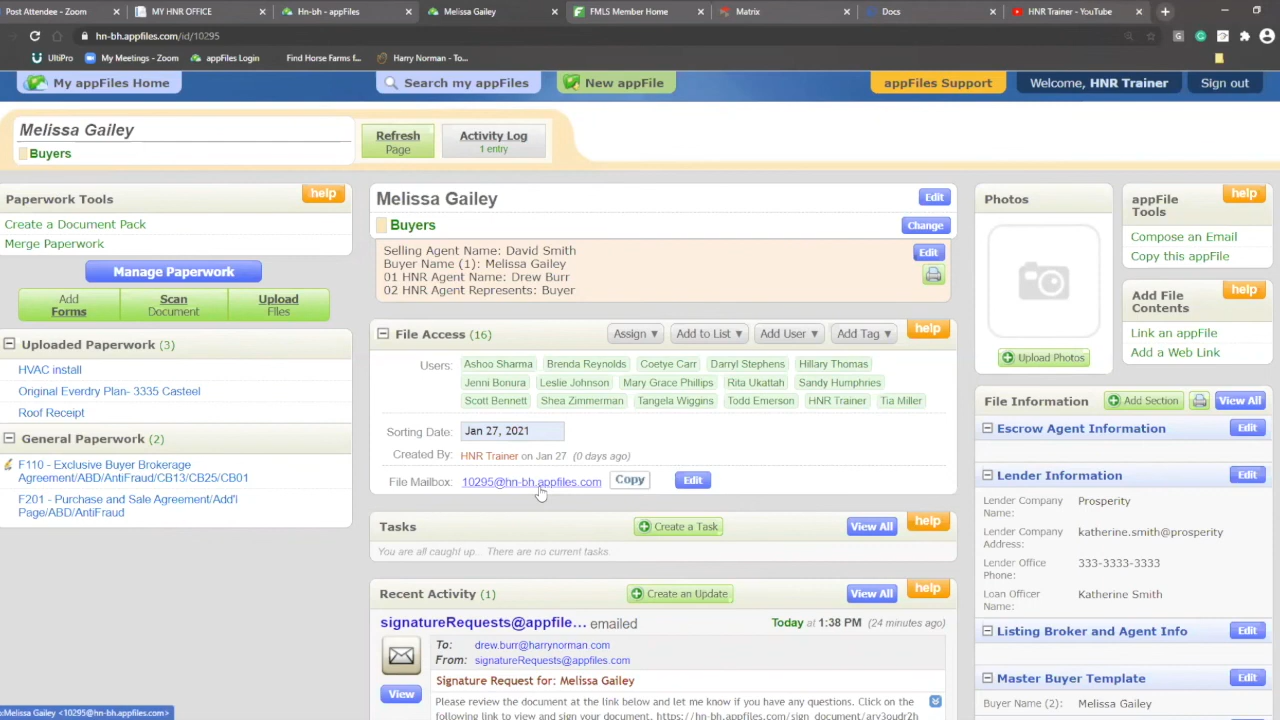 Post Attendee - Zoom
MY HNR OFFICE
Hn-bh - appFiles
Melissa Gailey
FMLS Member Home
Matrix
Docs
HNR Trainer - YouTube
hn-bh.appfiles.com/id/10295
UltiPro
My Meetings - Zoom
appFiles Login
Find Horse Farms f...
Harry Norman - To...
My appFiles Home
Search my appFiles
New appFile
appFiles Support
Welcome, HNR Trainer
Sign out
Melissa Gailey
Buyers
Refresh
Page
Activity Log
1 entry
Paperwork Tools
help
Create a Document Pack
Merge Paperwork
Manage Paperwork
Add
Forms
Scan
Document
Upload
Files
Uploaded Paperwork (3)
HVAC install
Original Everdry Plan- 3335 Casteel
Roof Receipt
General Paperwork (2)
F110 - Exclusive Buyer Brokerage
Agreement/ABD/AntiFraud/CB13/CB25/CB01
F201 - Purchase and Sale Agreement/Add'l
Page/ABD/AntiFraud
Melissa Gailey
Edit
Buyers
Change
Selling Agent Name: David Smith
Edit
Buyer Name (1): Melissa Gailey
01 HNR Agent Name: Drew Burr
02 HNR Agent Represents: Buyer
File Access (16)
Assign ▾
Add to List ▾
Add User ▾
Add Tag ▾
help
Users:
Ashoo Sharma Brenda Reynolds Coetye Carr Darryl Stephens Hillary Thomas
Jenni Bonura Leslie Johnson Mary Grace Phillips Rita Ukattah Sandy Humphries
Scott Bennett Shea Zimmerman Tangela Wiggins Todd Emerson HNR Trainer Tia Miller
Sorting Date: Jan 27, 2021
Created By: HNR Trainer on Jan 27 (0 days ago)
File Mailbox: 10295@hn-bh.appfiles.com Copy Edit
Tasks
Create a Task
View All
help
You are all caught up. There are no current tasks.
Recent Activity (1)
Create an Update
View All
help
signatureRequests@appfile... emailed
Today at 1:38 PM (24 minutes ago)
To: drew.burr@harrynorman.com
From: signatureRequests@appfiles.com
Signature Request for: Melissa Gailey
View
Please review the document at the link below and let me know if you have any questions. Click on the
following link to view and sign your document. https://hn-bh.appfiles.com/sign_document/ary3oudr2h
Photos
Upload Photos
appFile
Tools
help
Compose an Email
Copy this appFile
Add File
Contents
help
Link an appFile
Add a Web Link
File Information
Add Section
View All
Escrow Agent Information
Edit
Lender Information
Edit
Lender Company
Name:
Prosperity
Lender Company
Address:
katherine.smith@prosperity
Lender Office
Phone:
333-3333-3333
Loan Officer
Name:
Katherine Smith
Listing Broker and Agent Info
Edit
Master Buyer Template
Edit
Buyer Name (2): Melissa Gailey
o:Melissa Gailey <10295@hn-bh.appfiles.com>